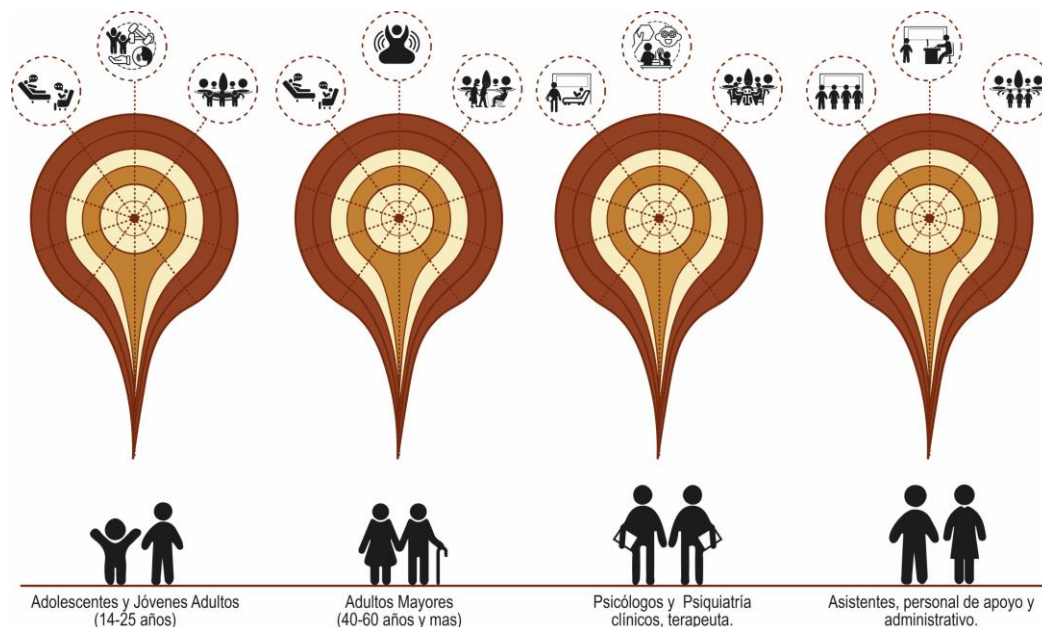 Adolescentes y Jóvenes Adultos
(14-25 años)
Adultos Mayores
(40-60 años y mas)
Psicólogos y Psiquiatría
clínicos, terapeuta.
Asistentes, personal de apoyo y
administrativo.